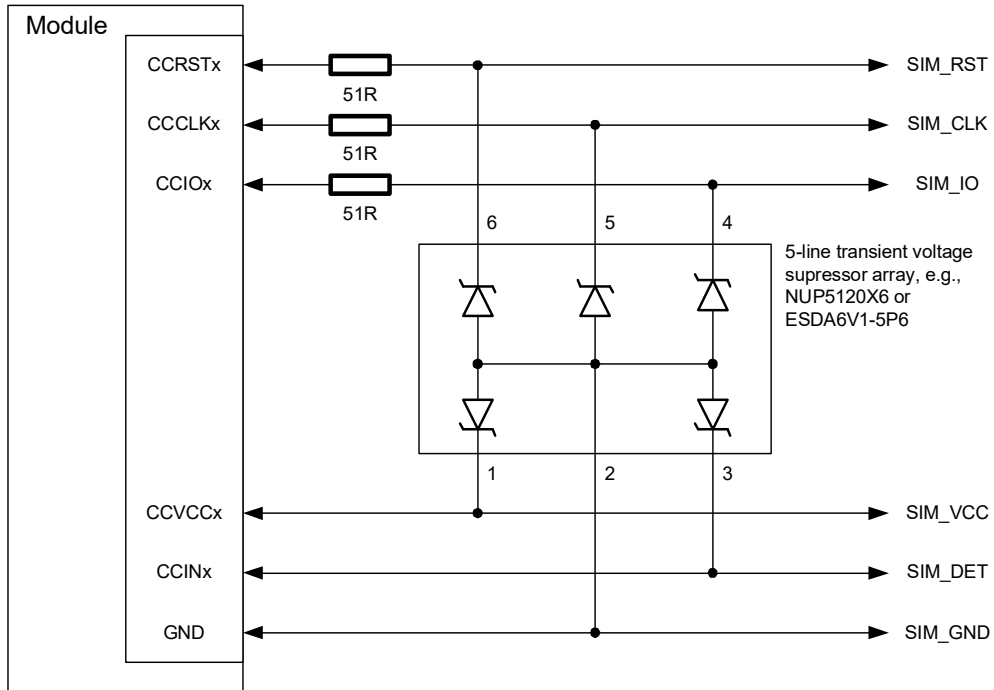 Module
CCRSTx
51R
SIM_RST
CCCLKx
51R
SIM_CLK
CCIOx
51R
SIM_IO
6
5
4
5-line transient voltage
supressor array, e.g.,
NUP5120X6 or
ESDA6V1-5P6
1
2
3
CCVCCx
SIM_VCC
CCINx
SIM_DET
GND
SIM_GND